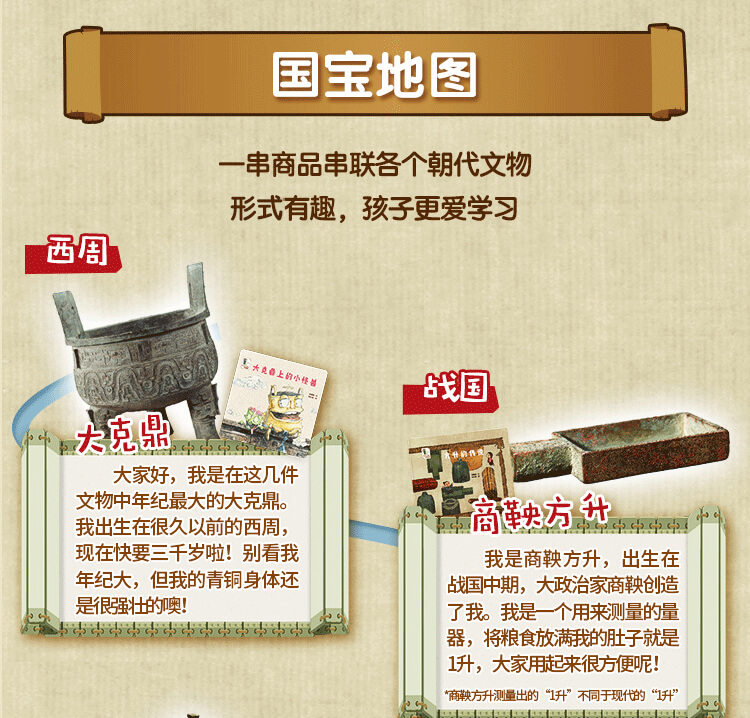 国宝地图
一串商品串联各个朝代文物
形式有趣，孩子更爱学习
西周
大克鼎上的小怪兽
大克鼎
大家好，我是在这几件
文物中年纪最大的大克鼎。
我出生在很久以前的西周，
现在快要三千岁啦！别看我
年纪大，但我的青铜身体还
是很强壮的噢！
战国
升的传说
商鞅方升
我是商鞅方升，出生在
战国中期，大政治家商鞅创造
了我。我是一个用来测量的量
器，将粮食放满我的肚子就是
1升，大家用起来很方便呢！
*商鞅方升测量出的“1升”不同于现代的“1升”